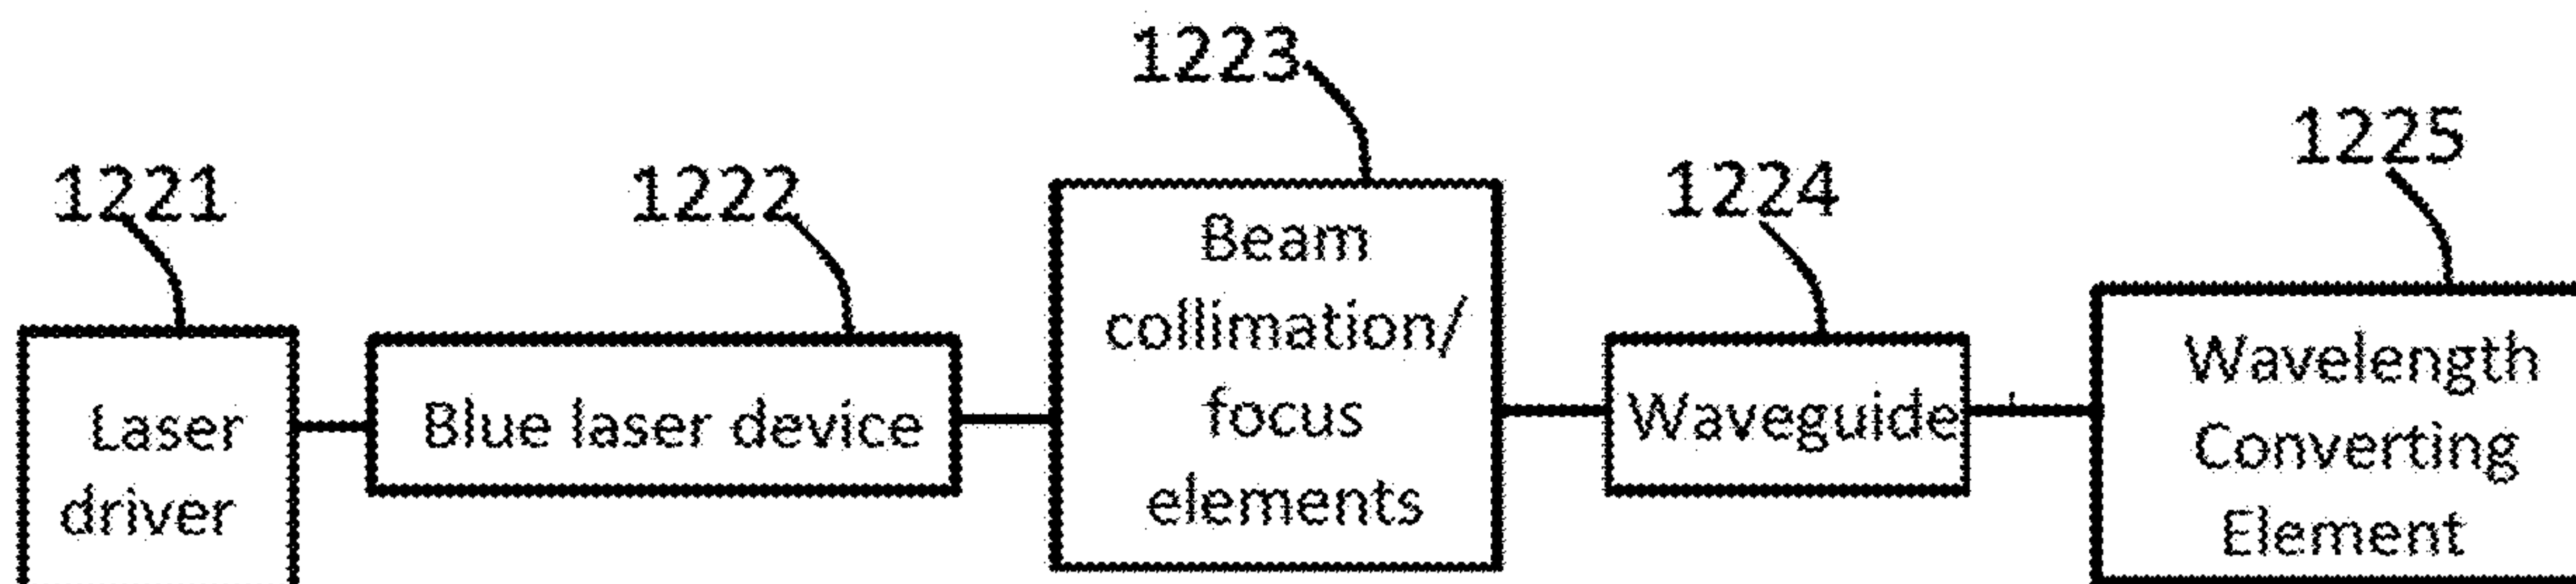 1223
1225
1221
1222
1224
Laser
driver
Blue laser device
Beam
collimation/
focus
elements
Waveguide
Wavelength
Converting
Element